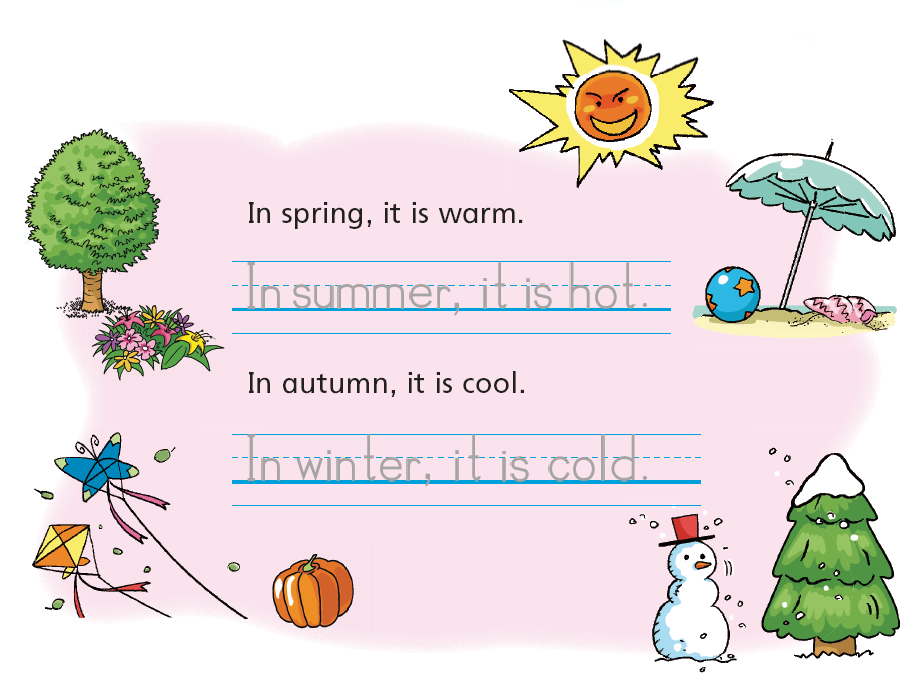 In spring, it is warm.
In summer, it is hot.
In autumn, it is cool.
In winter, it is cold.